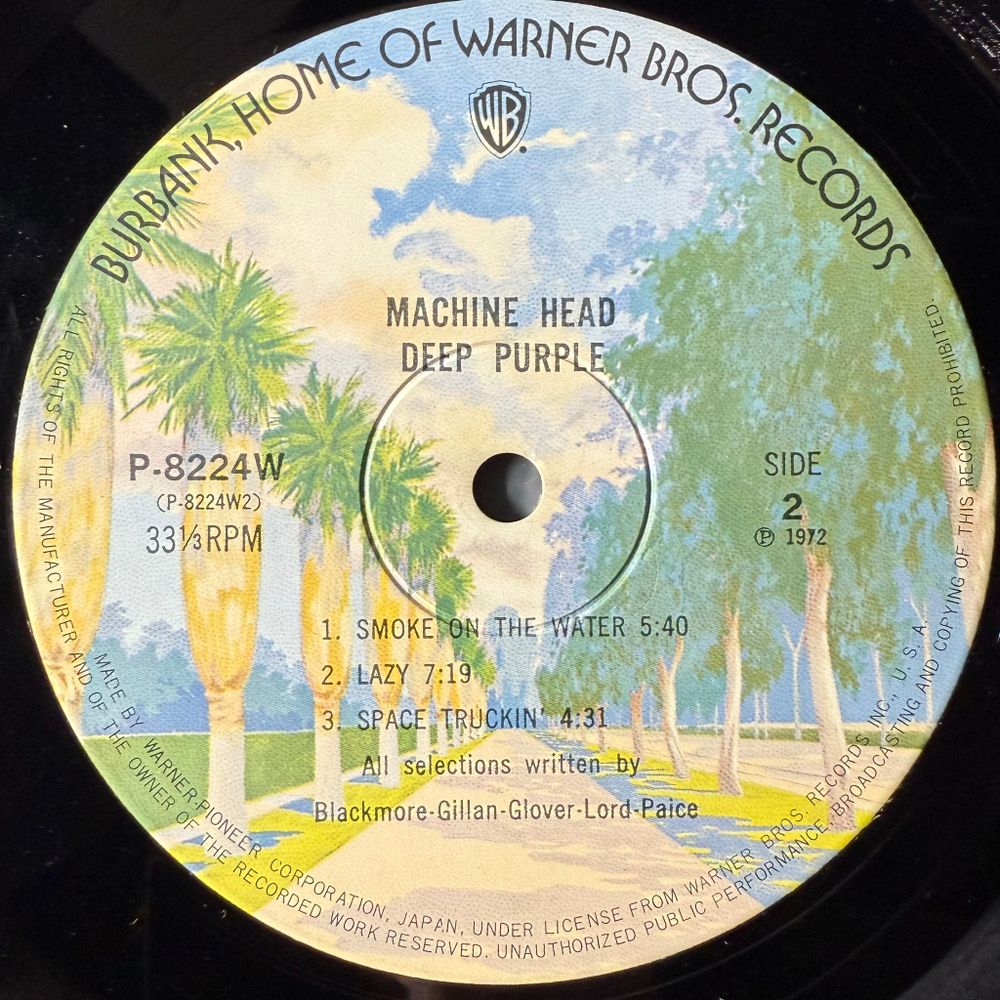 BURBANK, HOME OF WARNER BROS. RECORDS
WB
MACHINE HEAD
DEEP PURPLE
P-8224W
(P-8224W2)
33⅓RPM
SIDE
2
℗ 1972
1. SMOKE ON THE WATER 5:40
2. LAZY 7:19
3. SPACE TRUCKIN' 4:31
All selections written by
Blackmore-Gillan-Glover-Lord-Paice
MADE BY WARNER-PIONEER CORPORATION, JAPAN, UNDER LICENSE FROM WARNER BROS. RECORDS INC., U. S. A.
ALL RIGHTS OF THE MANUFACTURER AND OF THE OWNER OF THE RECORDED WORK RESERVED. UNAUTHORIZED PUBLIC PERFORMANCE, BROADCASTING AND COPYING OF THIS RECORD PROHIBITED.